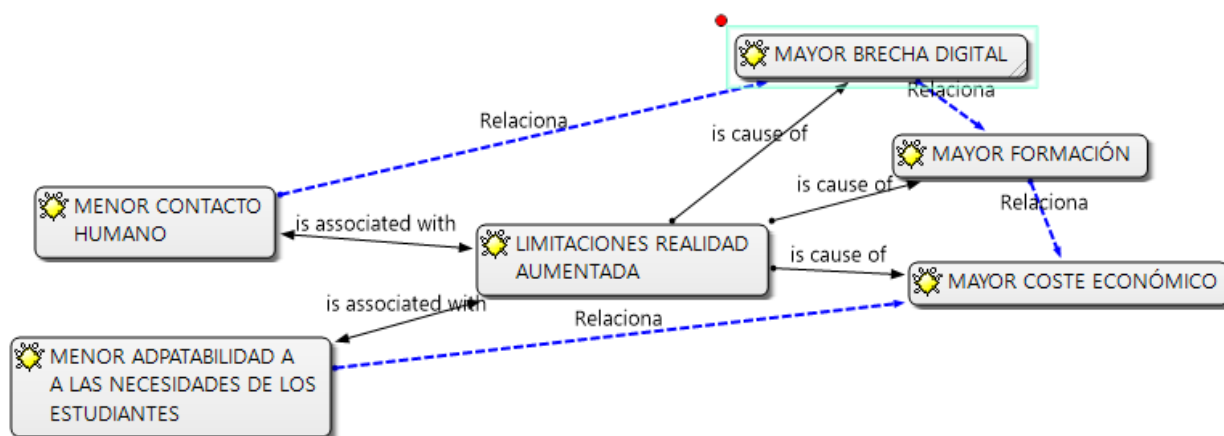 MAYOR BRECHA DIGITAL
Relaciona
Relaciona
is cause of
MAYOR FORMACIÓN
is cause of
Relaciona
MENOR CONTACTO
HUMANO
is associated with
LIMITACIONES REALIDAD
AUMENTADA
is cause of
MAYOR COSTE ECONÓMICO
is associated with
Relaciona
MENOR ADPATABILIDAD A
A LAS NECESIDADES DE LOS
ESTUDIANTES